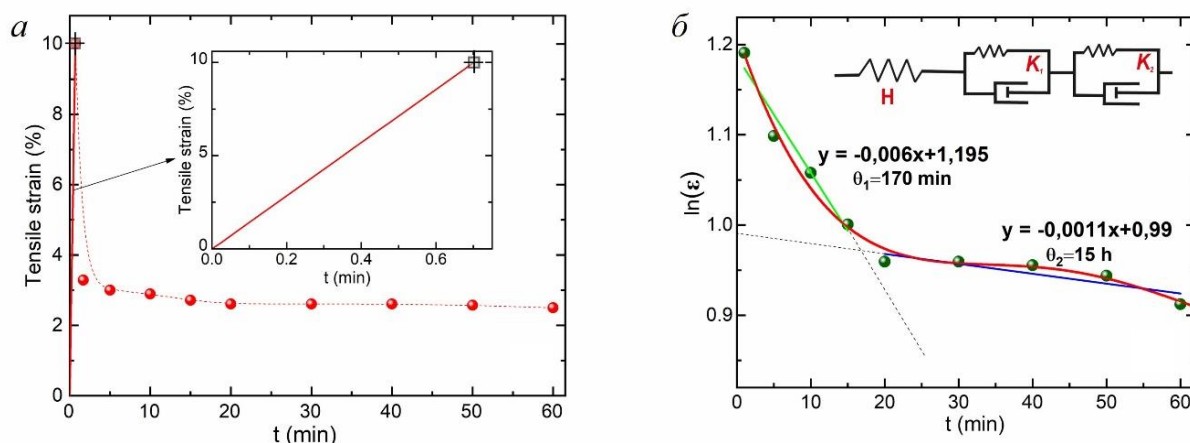 а
Tensile strain (%)
10
8
6
4
2
0
0 10 20 30 40 50 60
t (min)
Tensile strain (%)
10
5
0
0.0 0.2 0.4 0.6
t (min)
б
ln(ε)
1.2
1.1
1.0
0.9
0 10 20 30 40 50 60
t (min)
H
K₁
K₂
y = -0,006x+1,195
θ₁=170 min
y = -0,0011x+0,99
θ₂=15 h